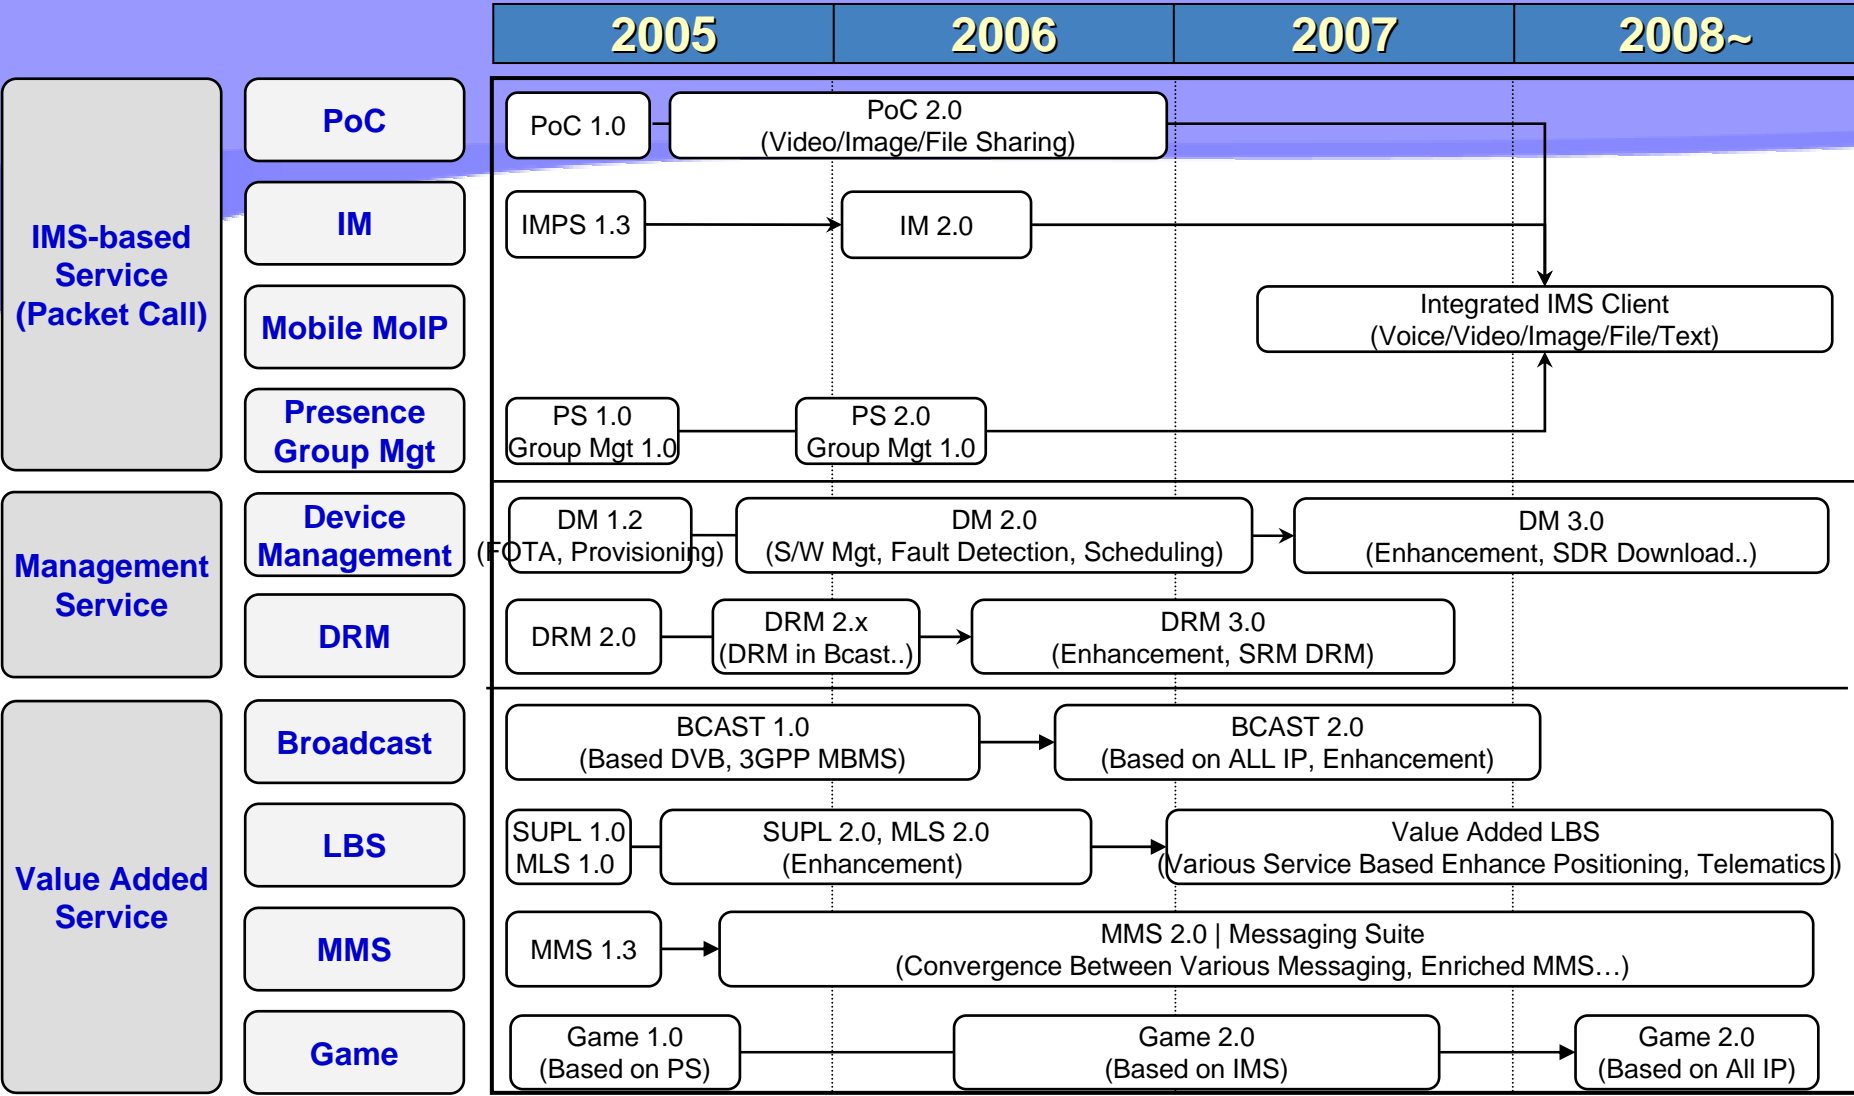 2005
2006
2007
2008~
IMS-based
Service
(Packet Call)
PoC
PoC 1.0
PoC 2.0
(Video/Image/File Sharing)
IM
IMPS 1.3
IM 2.0
Mobile MoIP
Integrated IMS Client
(Voice/Video/Image/File/Text)
Presence
Group Mgt
PS 1.0
Group Mgt 1.0
PS 2.0
Group Mgt 1.0
Management
Service
Device
Management
DM 1.2
(FOTA, Provisioning)
DM 2.0
(S/W Mgt, Fault Detection, Scheduling)
DM 3.0
(Enhancement, SDR Download..)
DRM
DRM 2.0
DRM 2.x
(DRM in Bcast..)
DRM 3.0
(Enhancement, SRM DRM)
Value Added
Service
Broadcast
BCAST 1.0
(Based DVB, 3GPP MBMS)
BCAST 2.0
(Based on ALL IP, Enhancement)
LBS
SUPL 1.0
MLS 1.0
SUPL 2.0, MLS 2.0
(Enhancement)
Value Added LBS
(Various Service Based Enhance Positioning, Telematics )
MMS
MMS 1.3
MMS 2.0 | Messaging Suite
(Convergence Between Various Messaging, Enriched MMS…)
Game
Game 1.0
(Based on PS)
Game 2.0
(Based on IMS)
Game 2.0
(Based on All IP)